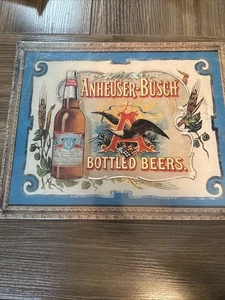 ANHEUSER-BUSCH
A
BOTTLED BEERS.